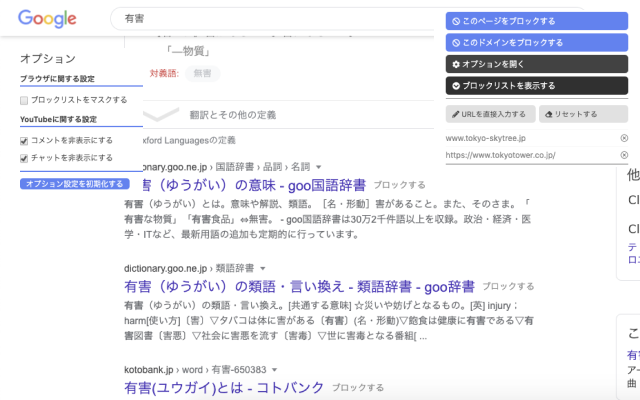 Google
有害
「—物質」
対義語: 無害
翻訳とその他の定義
xford Languagesの定義
オプション
ブラウザに関する設定
ブロックリストをマスクする
YouTubeに関する設定
コメントを非表示にする
チャットを非表示にする
オプション設定を初期化する
このページをブロックする
このドメインをブロックする
オプションを開く
ブロックリストを表示する
URLを直接入力する
リセットする
www.tokyo-skytree.jp
https://www.tokyotower.co.jp/
onary.goo.ne.jp › 国語辞書 › 品詞 › 名詞
害（ゆうがい）の意味 - goo国語辞書 ブロックする
有害（ゆうがい）とは。意味や解説、類語。［名・形動］害があること。また、そのさま。「
有害な物質」「有害食品」⇔無害。 - goo国語辞書は30万2千件語以上を収録。政治・経済・医
学・ITなど、最新用語の追加も定期的に行っています。
dictionary.goo.ne.jp › 類語辞書
有害（ゆうがい）の類語・言い換え - 類語辞書 - goo辞書 ブロックする
有害（ゆうがい）の類語・言い換え。[共通する意味] ☆災いや妨げとなるもの。[英] injury；
harm[使い方]〔害〕▽タバコは体に害がある〔有害〕(名・形動)▽飽食は健康に有害である▽有
害図書〔害悪〕▽社会に害悪を流す〔害毒〕▽世に害毒となる番組[ ...
kotobank.jp › word › 有害-650383
有害(ユウガイ)とは - コトバンク ブロックする
他
Cl
Cl
テ
ロエ
こ
有害
アー
曲